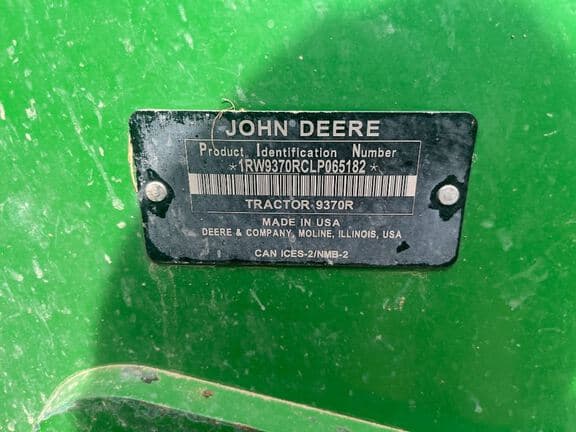 JOHN DEERE
Product Identification Number
*1RW9370RCLP065182*
TRACTOR 9370R
MADE IN USA
DEERE & COMPANY, MOLINE, ILLINOIS, USA
CAN ICES-2/NMB-2